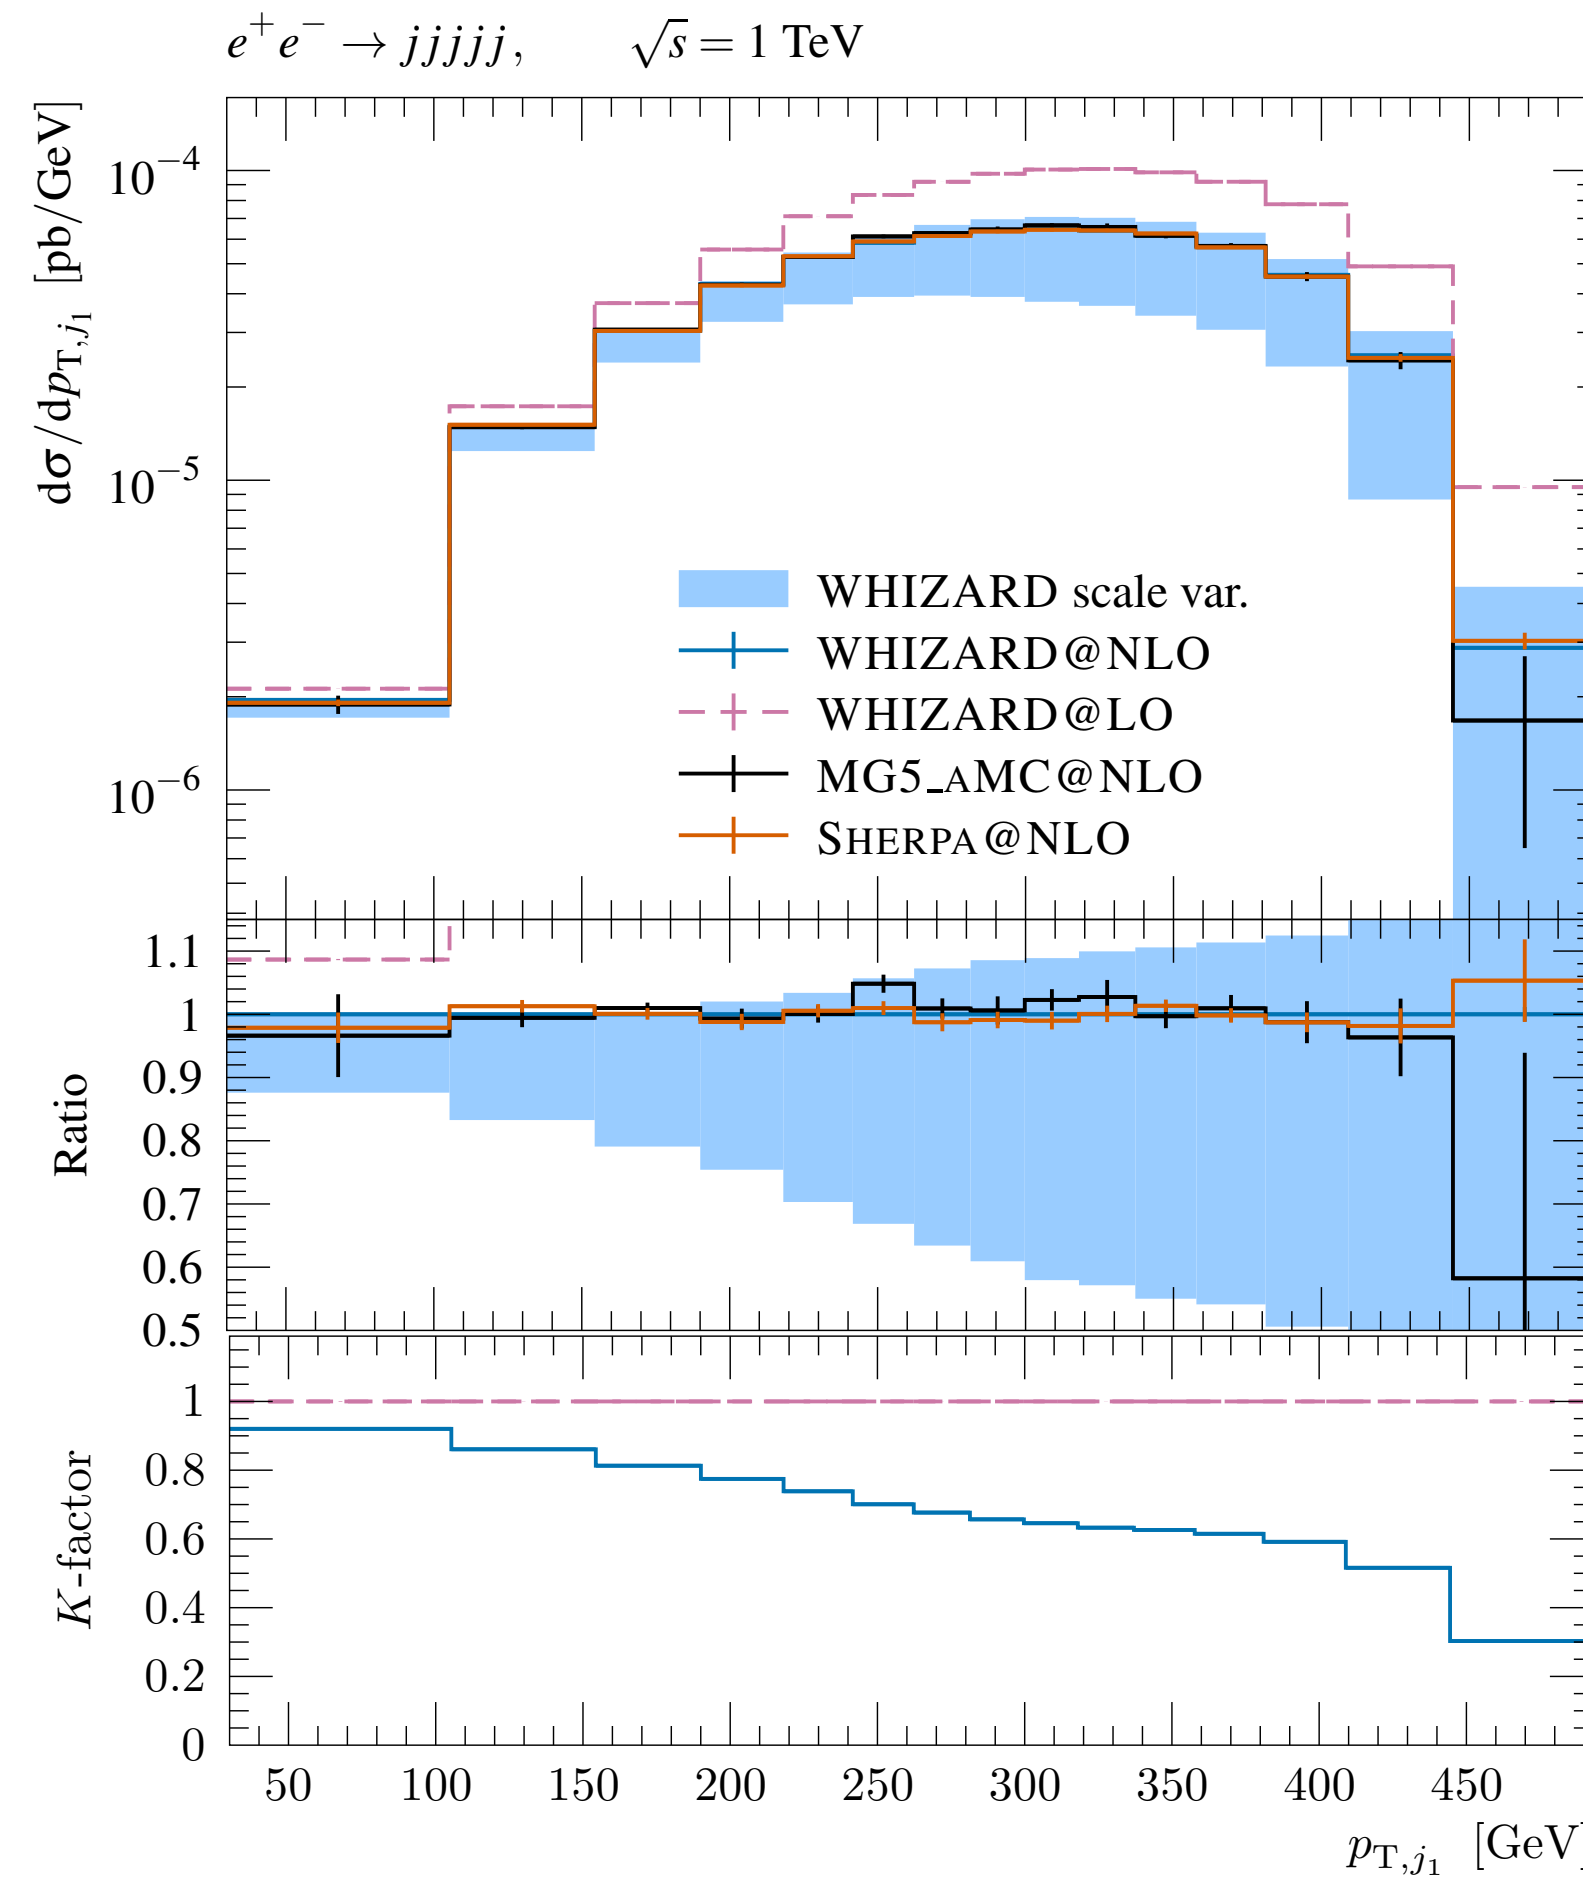 e⁺e⁻ → jjjjj, √s = 1 TeV
dσ/dp_T,j₁ [pb/GeV]
10⁻⁴
10⁻⁵
10⁻⁶
WHIZARD scale var.
WHIZARD@NLO
WHIZARD@LO
MG5_AMC@NLO
SHERPA@NLO
Ratio
1.1
1
0.9
0.8
0.7
0.6
0.5
K-factor
1
0.8
0.6
0.4
0.2
0
50 100 150 200 250 300 350 400 450
p_T,j₁ [GeV]